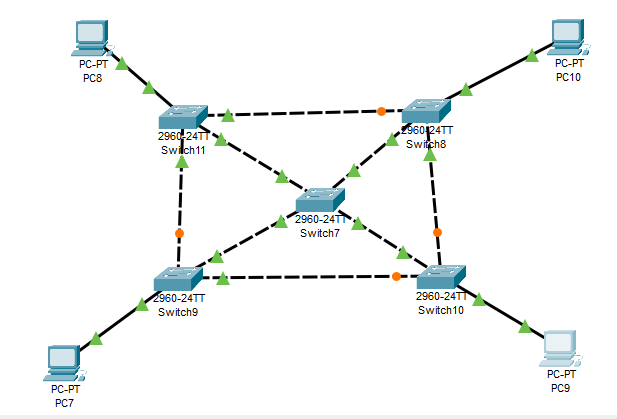 PC-PT
PC8
PC-PT
PC10
2960-24TT
Switch11
2960-24TT
Switch8
2960-24TT
Switch7
2960-24TT
Switch9
2960-24TT
Switch10
PC-PT
PC7
PC-PT
PC9